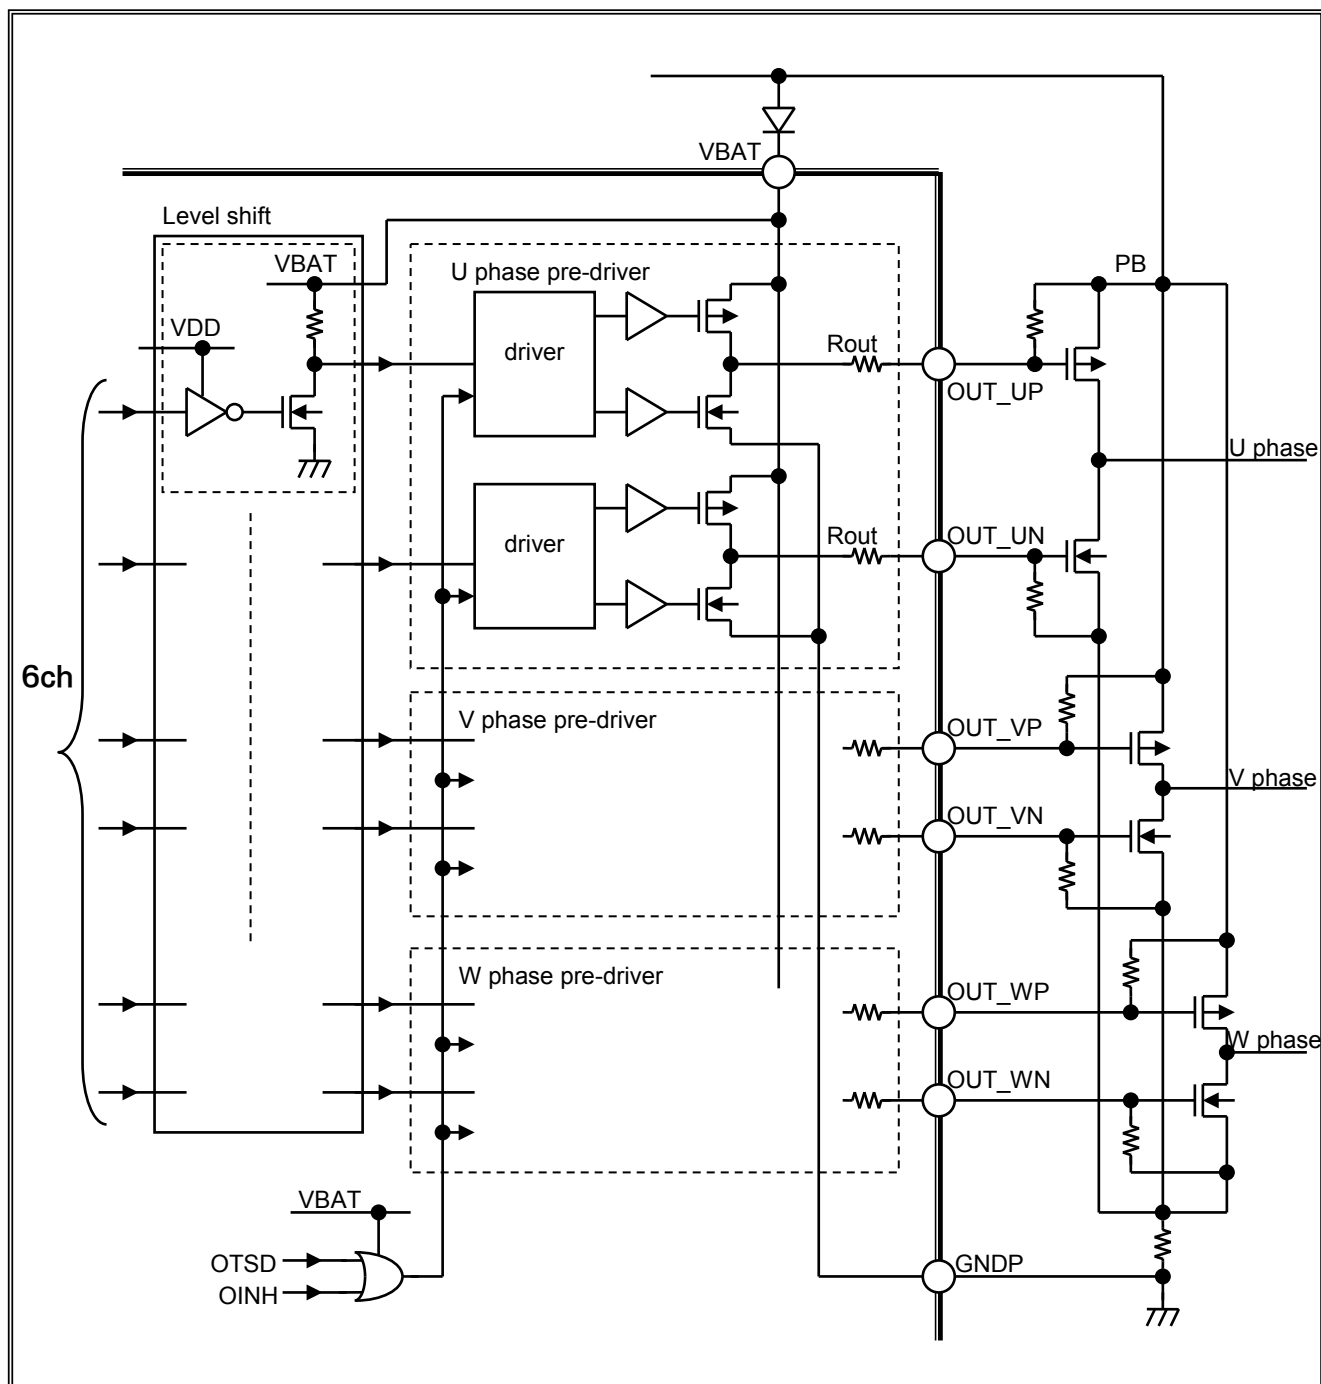 VBAT
Level shift
VBAT
U phase pre-driver
PB
VDD
driver
Rout
OUT_UP
U phase
driver
Rout
OUT_UN
6ch
V phase pre-driver
OUT_VP
V phase
OUT_VN
W phase pre-driver
OUT_WP
W phase
OUT_WN
VBAT
OTSD
OINH
GNDP